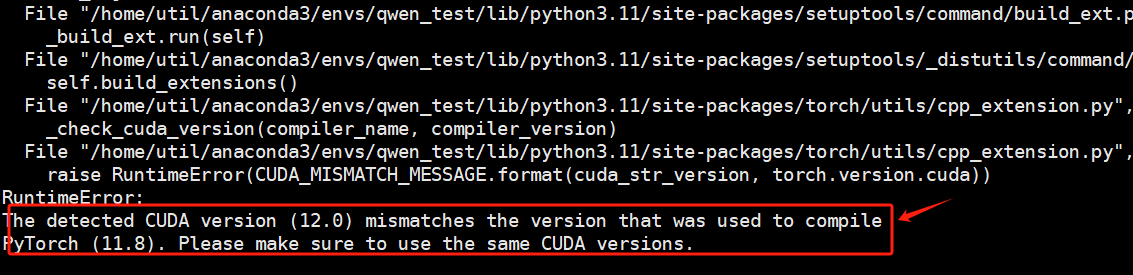 File "/home/util/anaconda3/envs/qwen_test/lib/python3.11/site-packages/setuptools/command/build_ext.p
_build_ext.run(self)
File "/home/util/anaconda3/envs/qwen_test/lib/python3.11/site-packages/setuptools/_distutils/command/
self.build_extensions()
File "/home/util/anaconda3/envs/qwen_test/lib/python3.11/site-packages/torch/utils/cpp_extension.py",
_check_cuda_version(compiler_name, compiler_version)
File "/home/util/anaconda3/envs/qwen_test/lib/python3.11/site-packages/torch/utils/cpp_extension.py",
raise RuntimeError(CUDA_MISMATCH_MESSAGE.format(cuda_str_version, torch.version.cuda))
RuntimeError:
The detected CUDA version (12.0) mismatches the version that was used to compile
PyTorch (11.8). Please make sure to use the same CUDA versions.